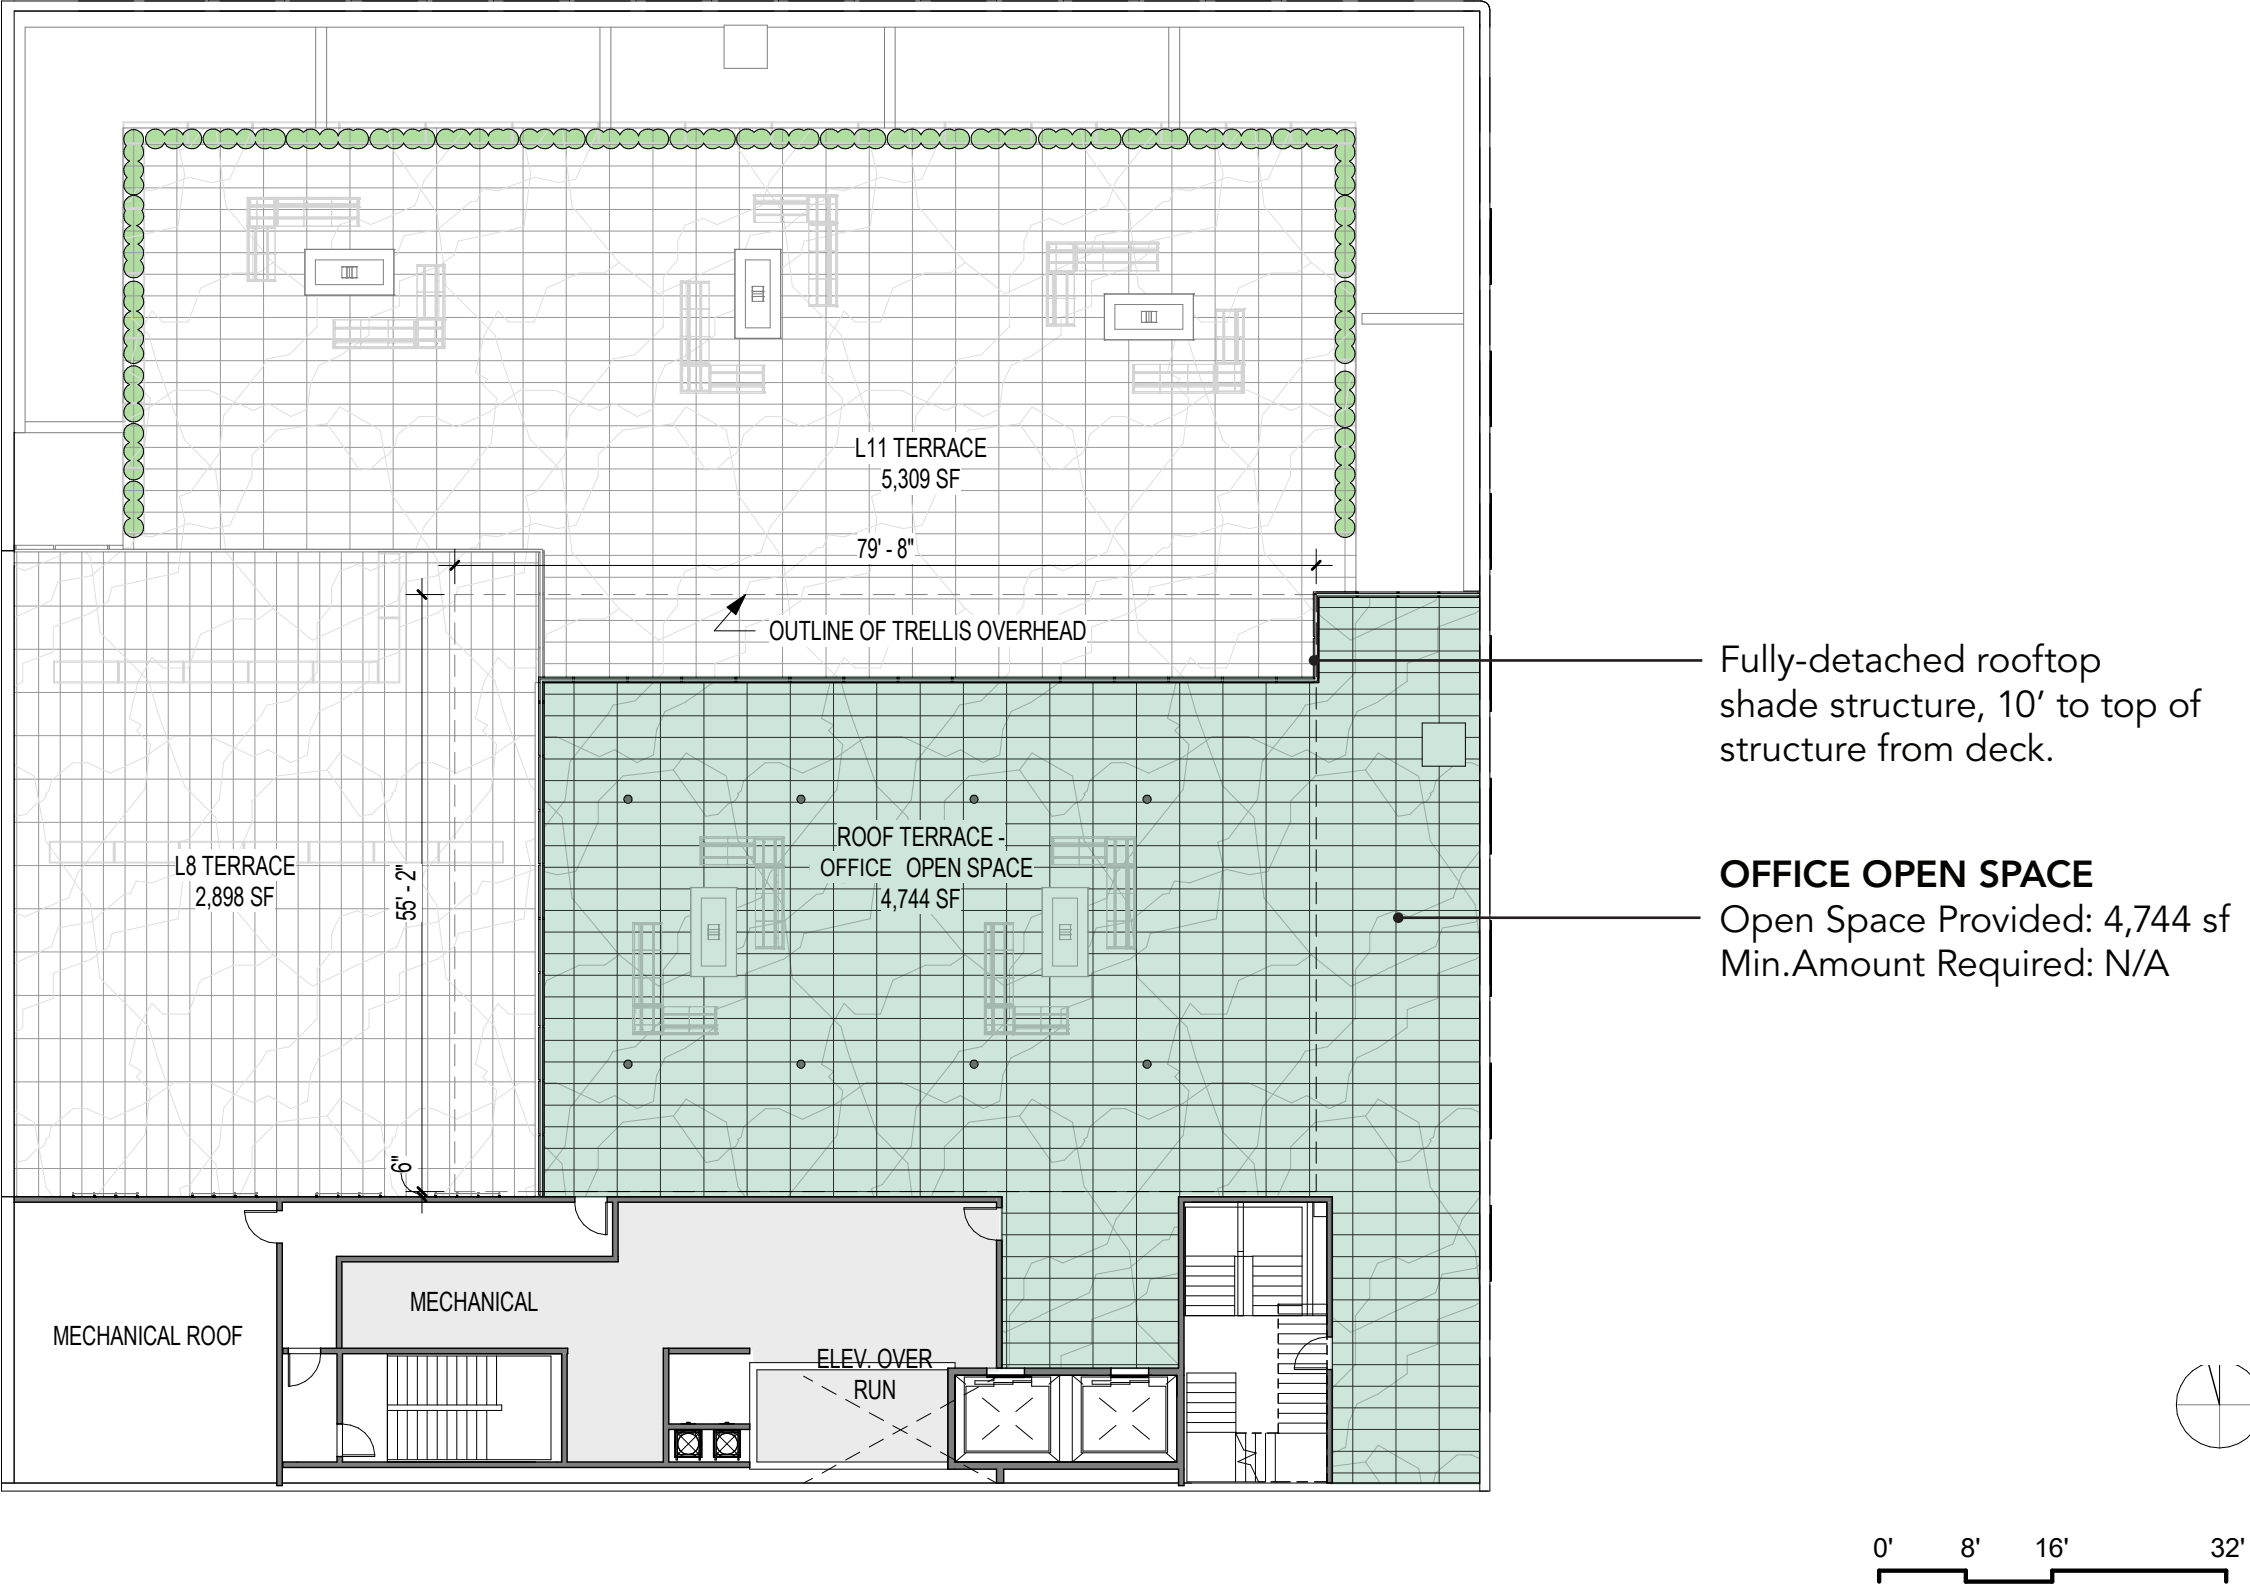 L11 TERRACE
5,309 SF
79' - 8"
OUTLINE OF TRELLIS OVERHEAD
Fully-detached rooftop
shade structure, 10’ to top of
structure from deck.
ROOF TERRACE -
OFFICE OPEN SPACE
4,744 SF
L8 TERRACE
2,898 SF
55' - 2"
OFFICE OPEN SPACE
Open Space Provided: 4,744 sf
Min.Amount Required: N/A
6"
MECHANICAL
MECHANICAL ROOF
ELEV. OVER
RUN
0' 8' 16' 32'